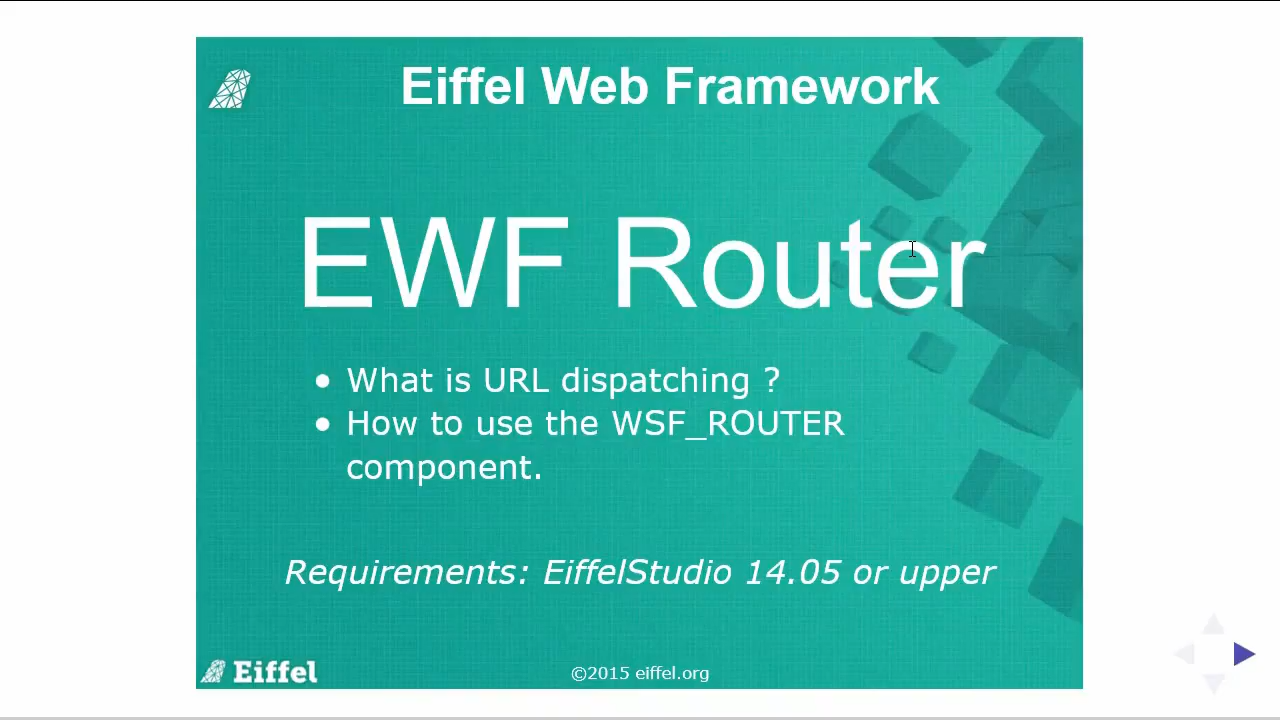 Eiffel Web Framework
EWF Router
• What is URL dispatching ?
• How to use the WSF_ROUTER
component.
Requirements: EiffelStudio 14.05 or upper
Eiffel
©2015 eiffel.org